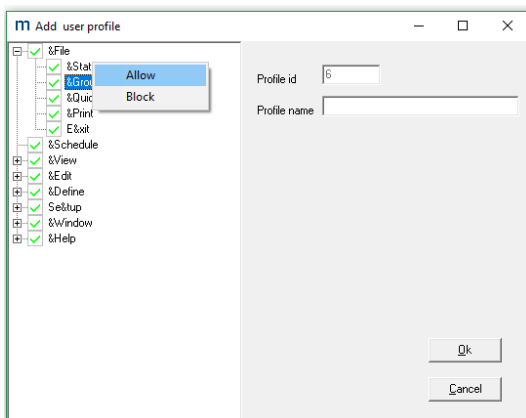 m Add user profile
&File
&Stat
&Grou
Allow
&Quic
Block
&Print
E&xit
&Schedule
&View
&Edit
&Define
Se&tup
&Window
&Help
Profile id 6
Profile name
Ok
Cancel